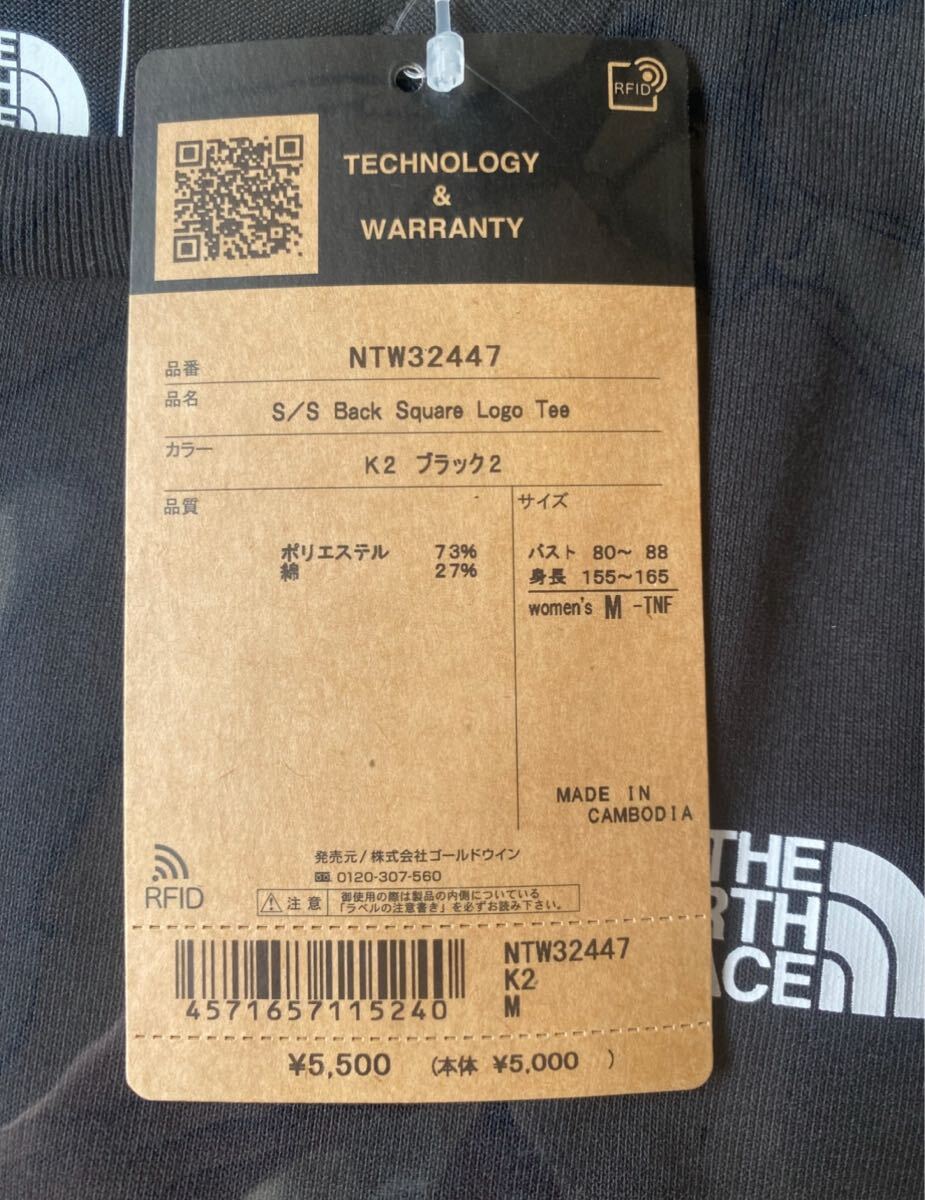 RFID
TECHNOLOGY
&
WARRANTY
品番 NTW32447
品名 S/S Back Square Logo Tee
カラー K2 ブラック2
品質
ポリエステル 73%
綿 27%
サイズ
バスト 80〜 88
身長 155〜165
women's M -TNF
MADE IN
CAMBODIA
RFID
発売元/株式会社ゴールドウイン
0120-307-560
注意 御使用の際は製品の内側についている
「ラベルの注意書き」を必ずお読み下さい。
4571657115240
NTW32447
K2
M
¥5,500 (本体 ¥5,000 )
THE
RTH
ACE